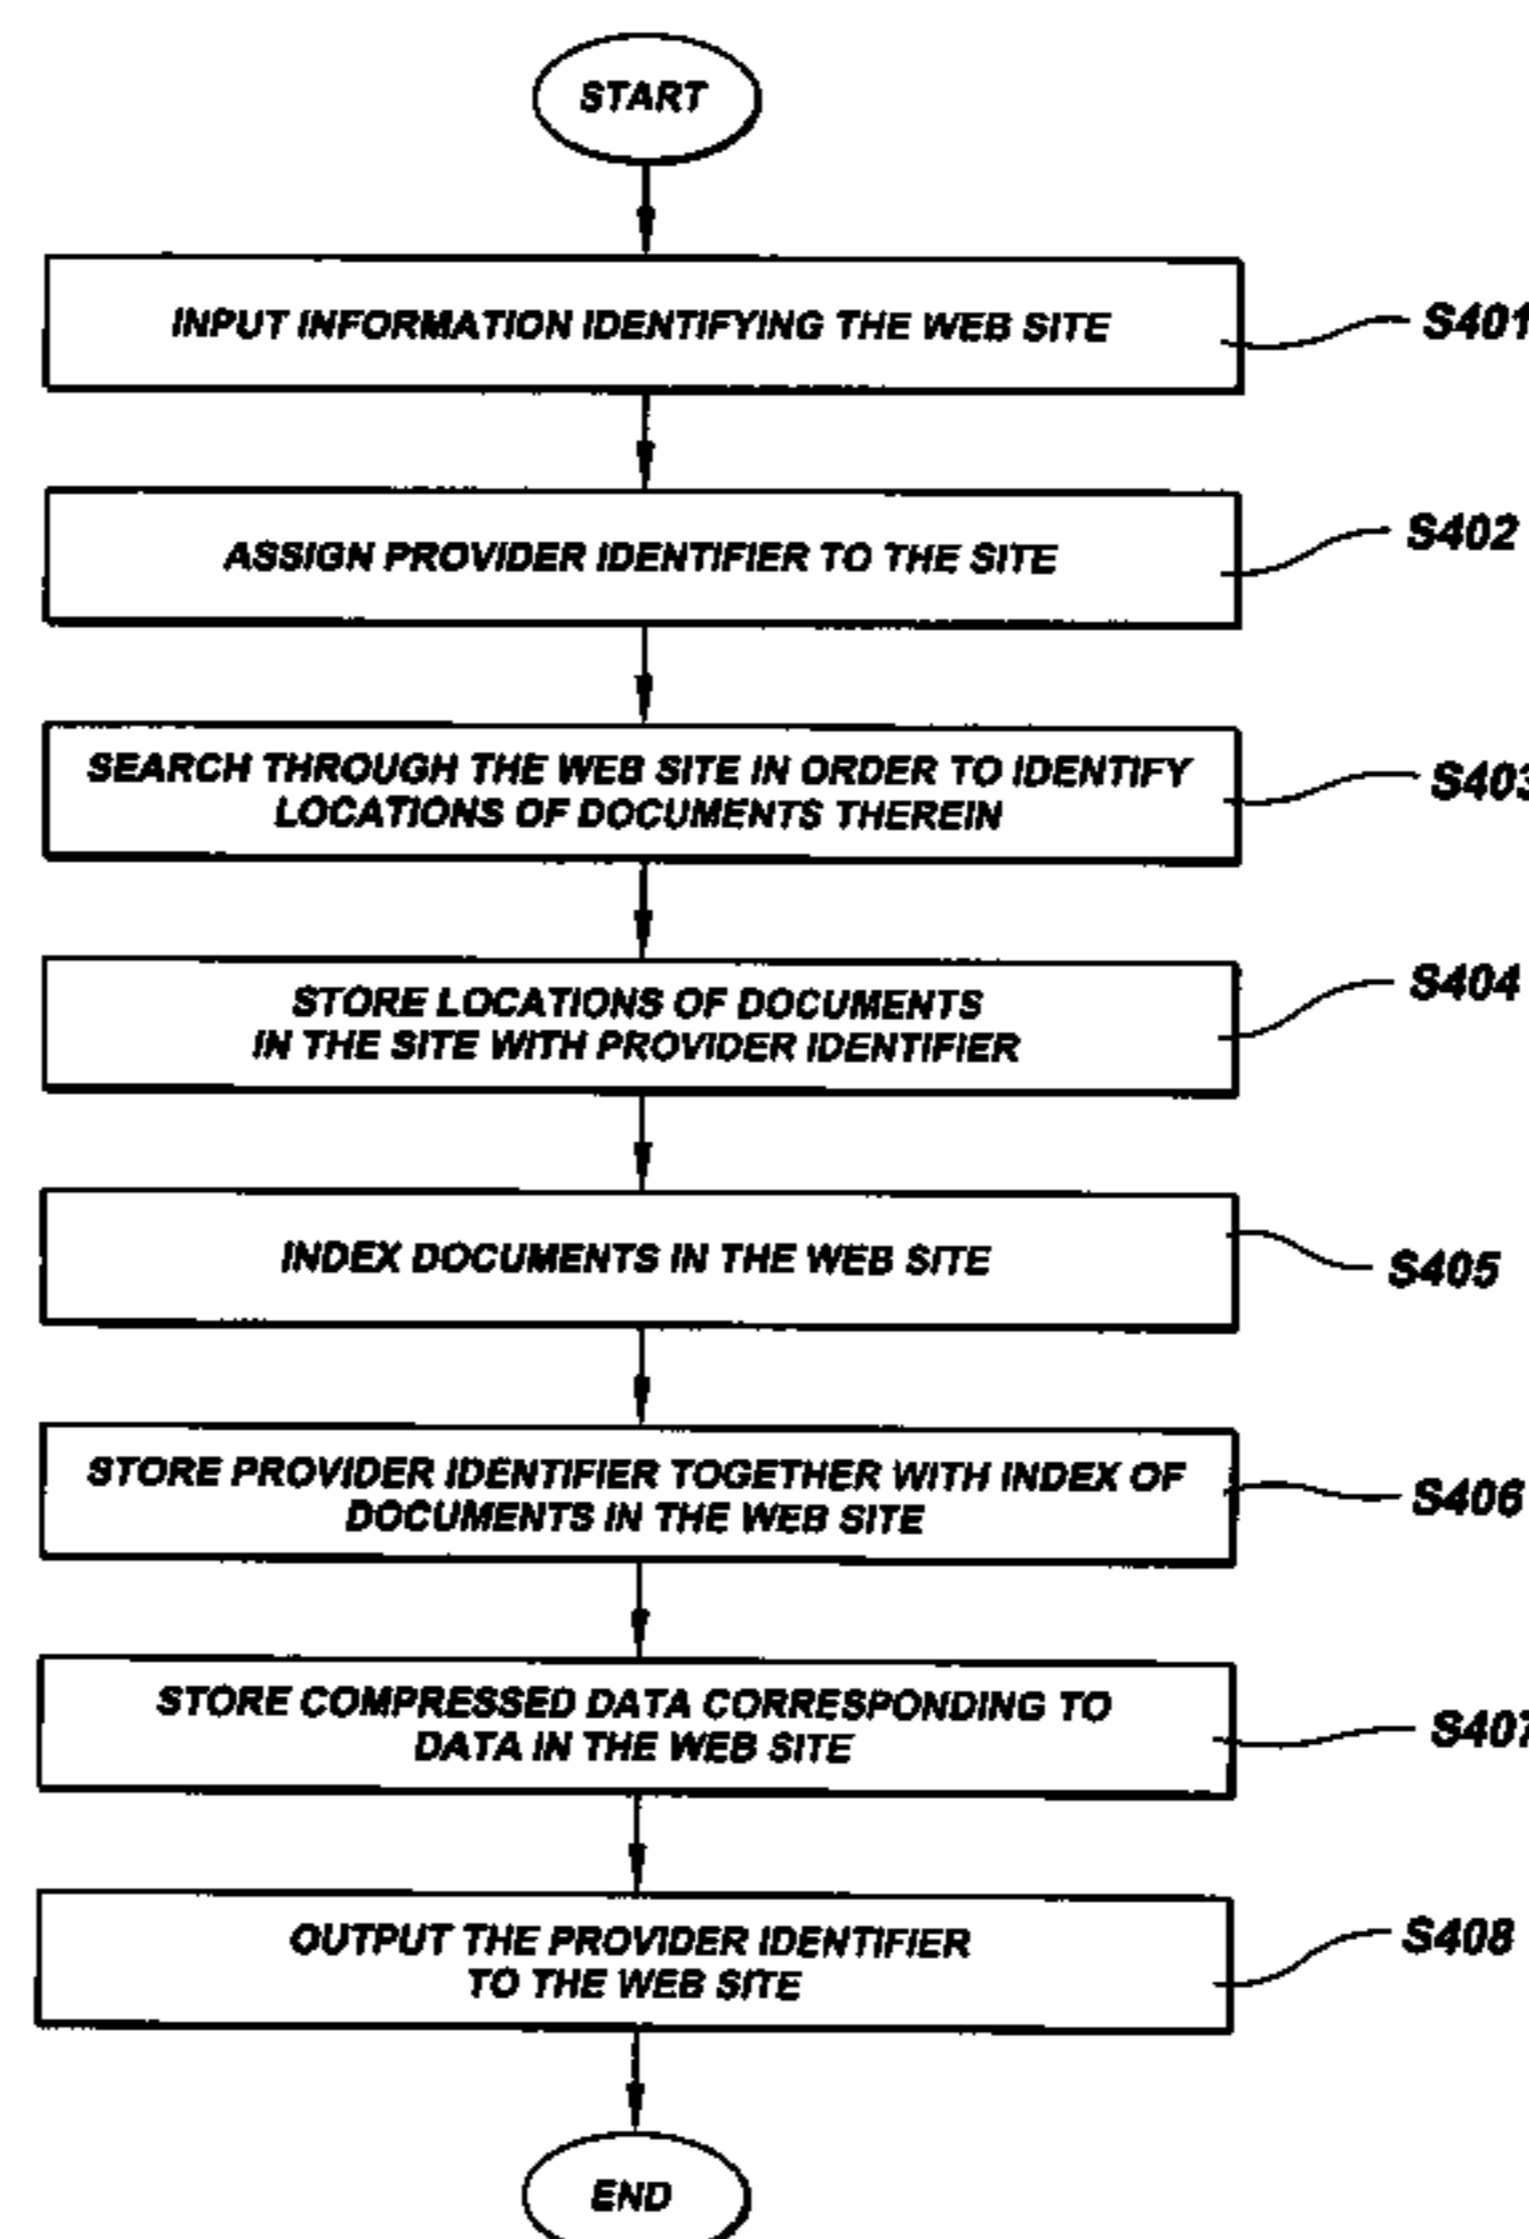 START
INPUT INFORMATION IDENTIFYING THE WEB SITE
S401
ASSIGN PROVIDER IDENTIFIER TO THE SITE
S402
SEARCH THROUGH THE WEB SITE IN ORDER TO IDENTIFY
LOCATIONS OF DOCUMENTS THEREIN
S403
STORE LOCATIONS OF DOCUMENTS
IN THE SITE WITH PROVIDER IDENTIFIER
S404
INDEX DOCUMENTS IN THE WEB SITE
S405
STORE PROVIDER IDENTIFIER TOGETHER WITH INDEX OF
DOCUMENTS IN THE WEB SITE
S406
STORE COMPRESSED DATA CORRESPONDING TO
DATA IN THE WEB SITE
S407
OUTPUT THE PROVIDER IDENTIFIER
TO THE WEB SITE
S408
END